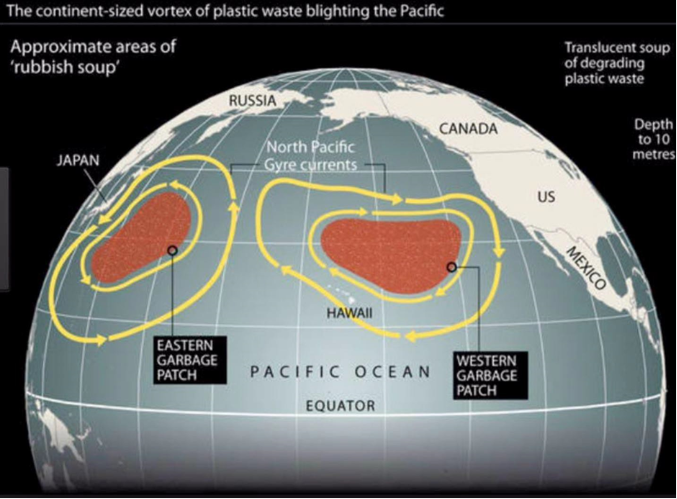 The continent-sized vortex of plastic waste blighting the Pacific
Approximate areas of
'rubbish soup'
Translucent soup
of degrading
plastic waste
Depth
to 10
metres
RUSSIA
CANADA
North Pacific
Gyre currents
JAPAN
US
MEXICO
HAWAII
EASTERN
GARBAGE
PATCH
WESTERN
GARBAGE
PATCH
PACIFIC OCEAN
EQUATOR